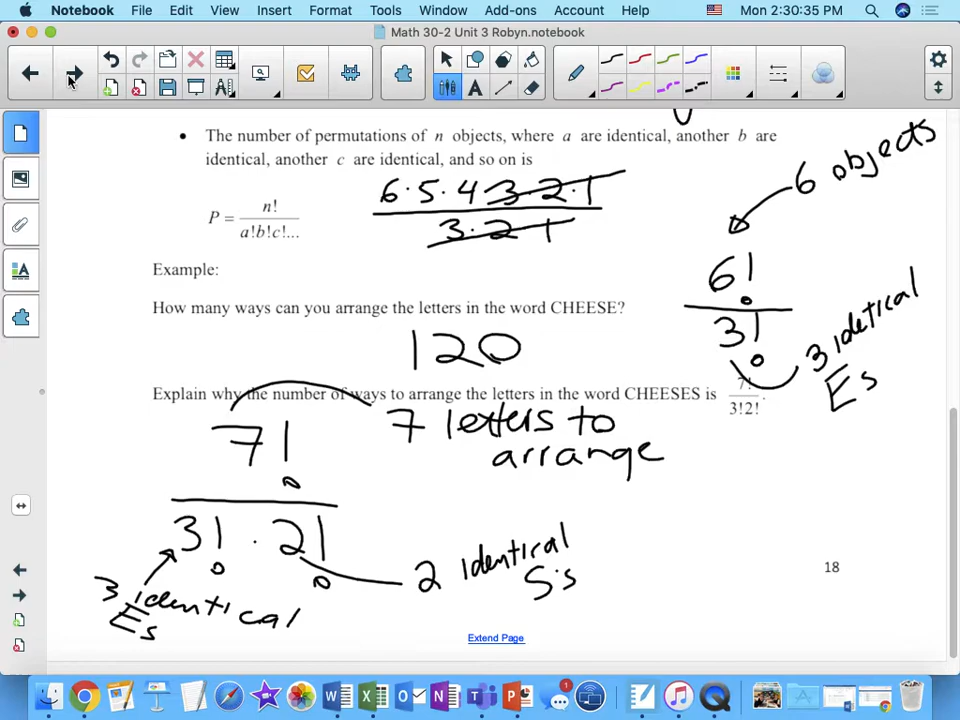 Notebook File Edit View Insert Format Tools Window Add-ons Account Help Mon 2:30:35 PM
Math 30-2 Unit 3 Robyn.notebook
• The number of permutations of n objects, where a are identical, another b are
identical, another c are identical, and so on is
P = n!/a!b!c!...
6·5·4 3·2·1
3·2·1
6 objects
6!
3!
3 idetical
Es
Example:
How many ways can you arrange the letters in the word CHEESE?
120
Explain why the number of ways to arrange the letters in the word CHEESES is 7!/3!2!.
7!
7 letters to
arrange
3! · 2!
3 identical
Es
2 identical
S's
18
Extend Page
W X O N P 1